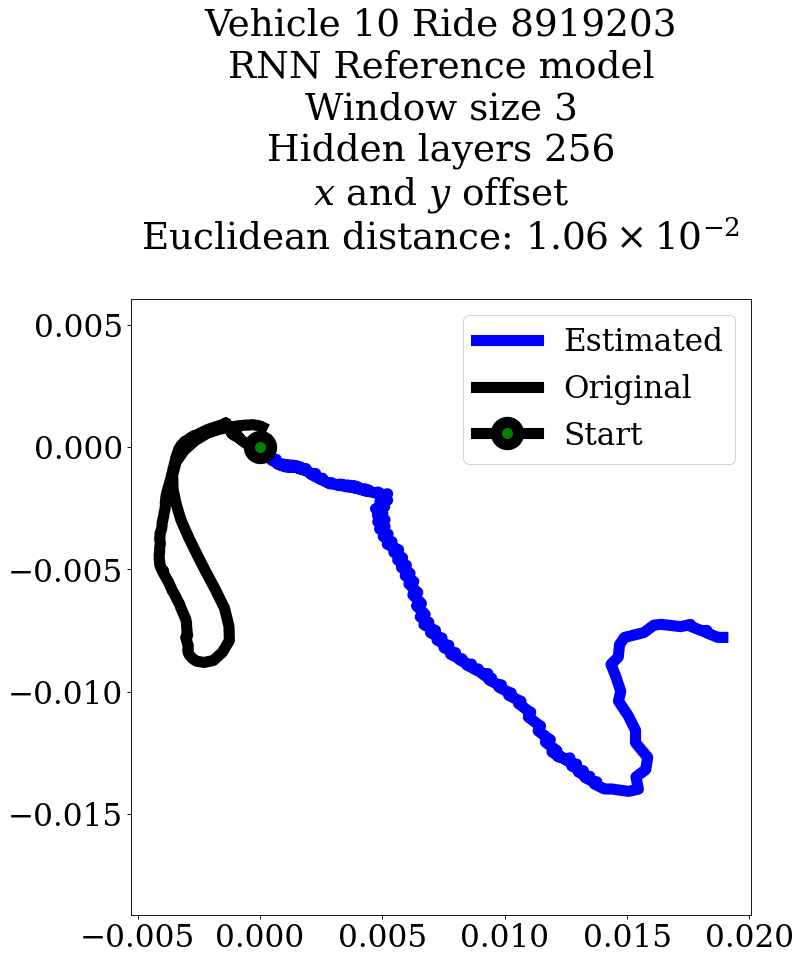 Vehicle 10 Ride 8919203
RNN Reference model
Window size 3
Hidden layers 256
x and y offset
Euclidean distance: 1.06 × 10⁻²
Estimated
Original
Start
0.005
0.000
−0.005
−0.010
−0.015
−0.005 0.000 0.005 0.010 0.015 0.020